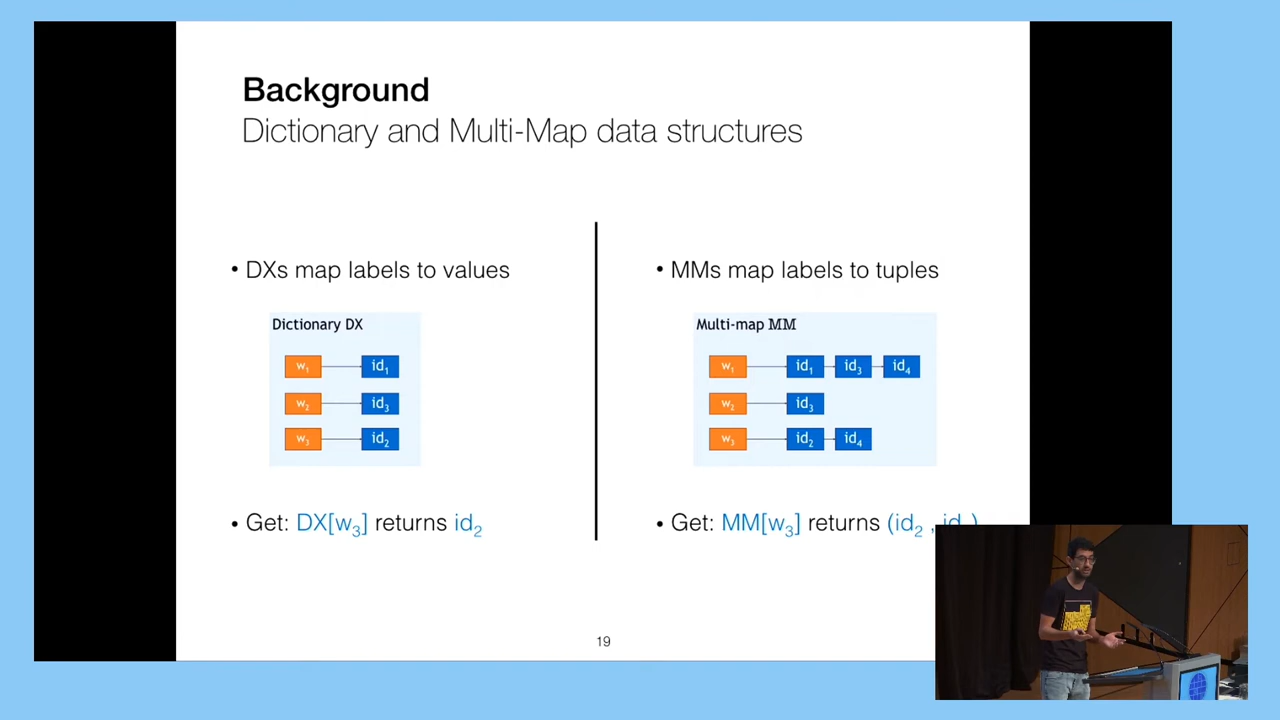 Background
Dictionary and Multi-Map data structures
• DXs map labels to values
Dictionary DX
w₁ id₁
w₂ id₃
w₃ id₂
• Get: DX[w₃] returns id₂
• MMs map labels to tuples
Multi-map MM
w₁ id₁ id₃ id₄
w₂ id₃
w₃ id₂ id₄
• Get: MM[w₃] returns (id₂ , id )
19